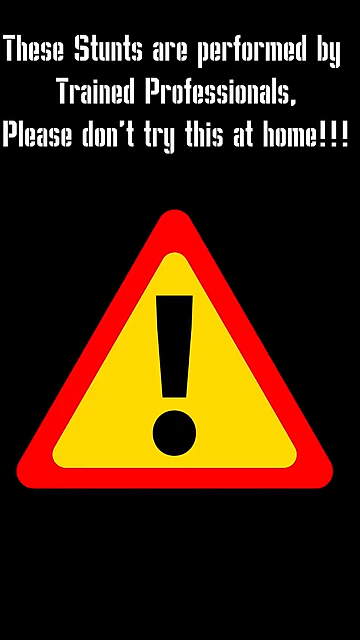 These Stunts are performed by
Trained Professionals,
Please don't try this at home!!!
!